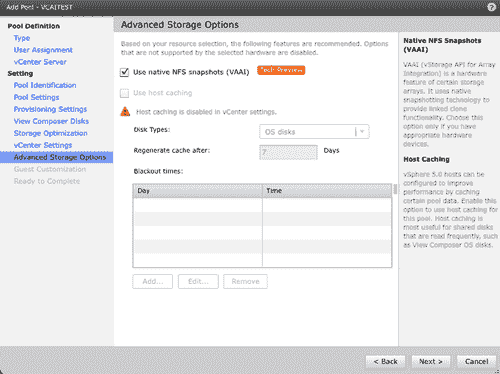 Add Pool - VCAITEST
Pool Definition
Type
User Assignment
vCenter Server
Setting
Pool Identification
Pool Settings
Provisioning Settings
View Composer Disks
Storage Optimization
vCenter Settings
Advanced Storage Options
Guest Customization
Ready to Complete
Advanced Storage Options
Based on your resource selection, the following features are recommended. Options
that are not supported by the selected hardware are disabled.
Use native NFS snapshots (VAAI)
Tech Preview
Use host caching
Host caching is disabled in vCenter settings.
Disk Types:
OS disks
Regenerate cache after:
7
Days
Blackout times:
Day
Time
Add...
Edit...
Remove
Native NFS Snapshots
(VAAI)
VAAI (vStorage API for Array
Integration) is a hardware
feature of certain storage
arrays. It uses native
snapshotting technology to
provide linked clone
functionality. Choose this
option only if you have
appropriate hardware
devices.
Host Caching
vSphere 5.0 hosts can be
configured to improve
performance by caching
certain pool data. Enable this
option to use host caching for
this pool. Host caching is
most useful for shared disks
that are read frequently, such
as View Composer OS disks.
< Back
Next >
Cancel